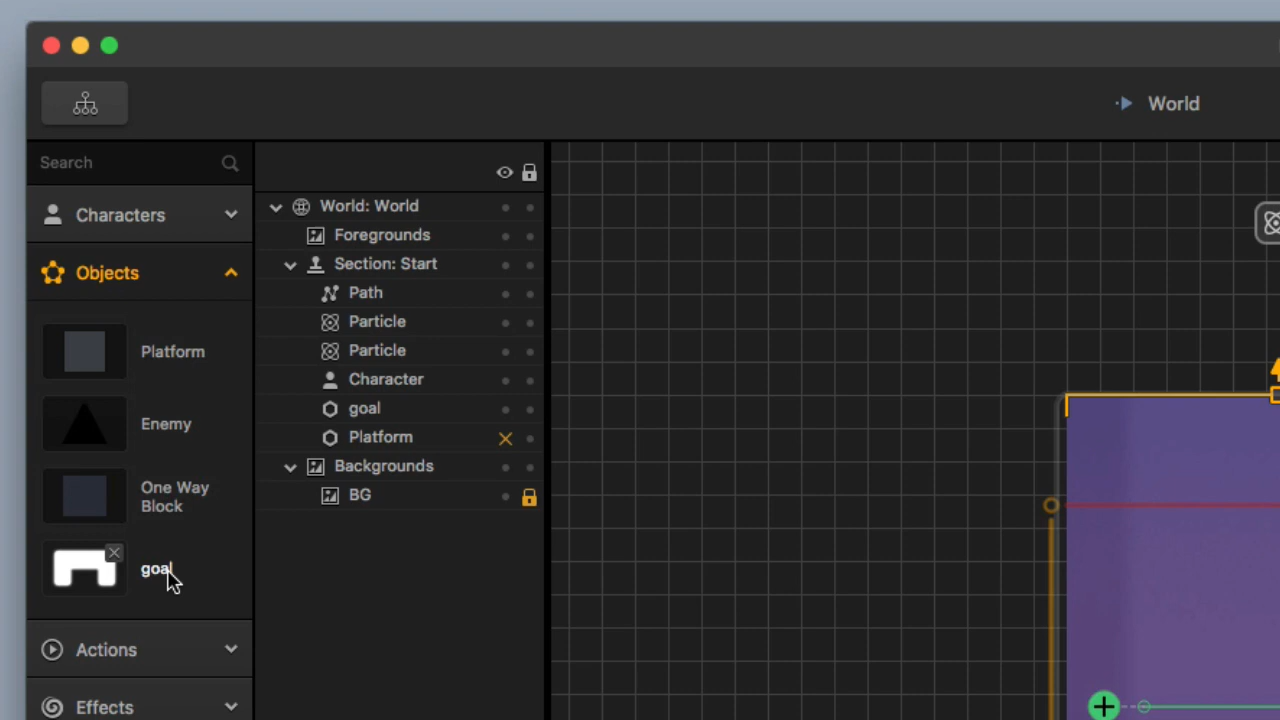 World
Search
Characters
Objects
Platform
Enemy
One Way
Block
goal
Actions
Effects
World: World
Foregrounds
Section: Start
Path
Particle
Particle
Character
goal
Platform
Backgrounds
BG